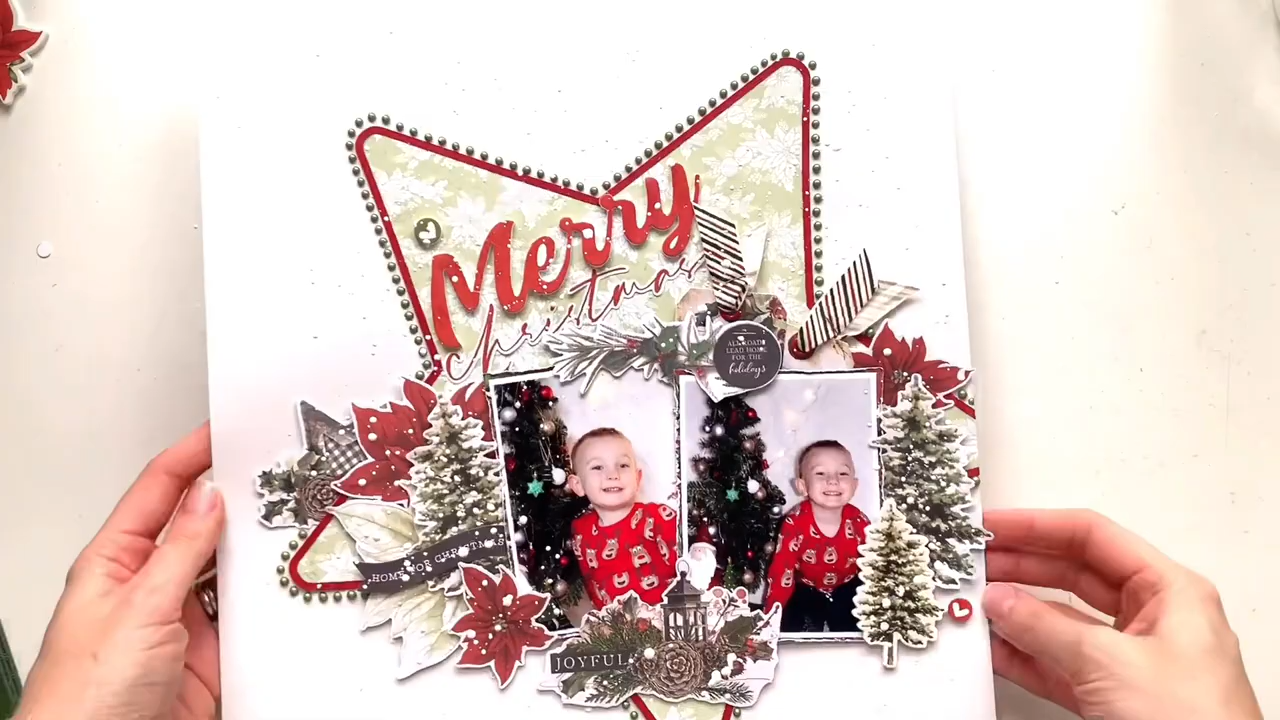 Merry
christmas
ALL ROADS
LEAD HOME
FOR THE
holidays
HOME FOR CHRISTMAS
JOYFUL